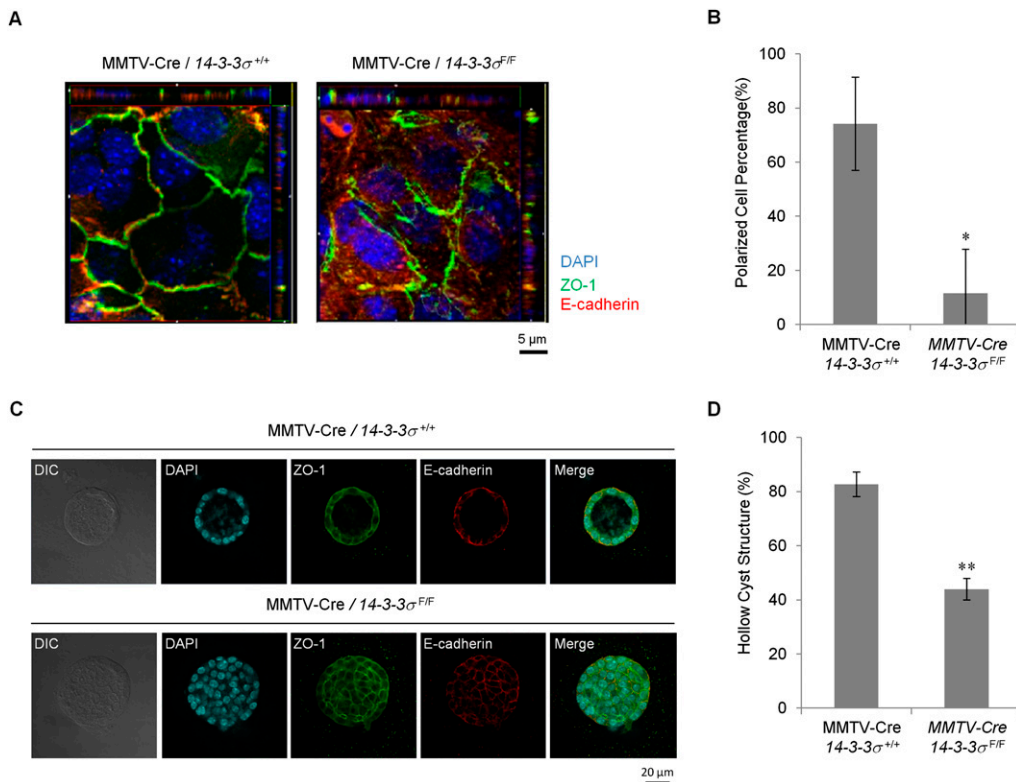 A
MMTV-Cre / 14-3-3σ+/+
MMTV-Cre / 14-3-3σF/F
DAPI
ZO-1
E-cadherin
5 μm
B
Polarized Cell Percentage(%)
100
80
60
40
20
0
*
MMTV-Cre
14-3-3σ+/+
MMTV-Cre
14-3-3σF/F
C
MMTV-Cre / 14-3-3σ+/+
DIC
DAPI
ZO-1
E-cadherin
Merge
MMTV-Cre / 14-3-3σF/F
DIC
DAPI
ZO-1
E-cadherin
Merge
20 μm
D
Hollow Cyst Structure (%)
100
80
60
40
20
0
**
MMTV-Cre
14-3-3σ+/+
MMTV-Cre
14-3-3σF/F